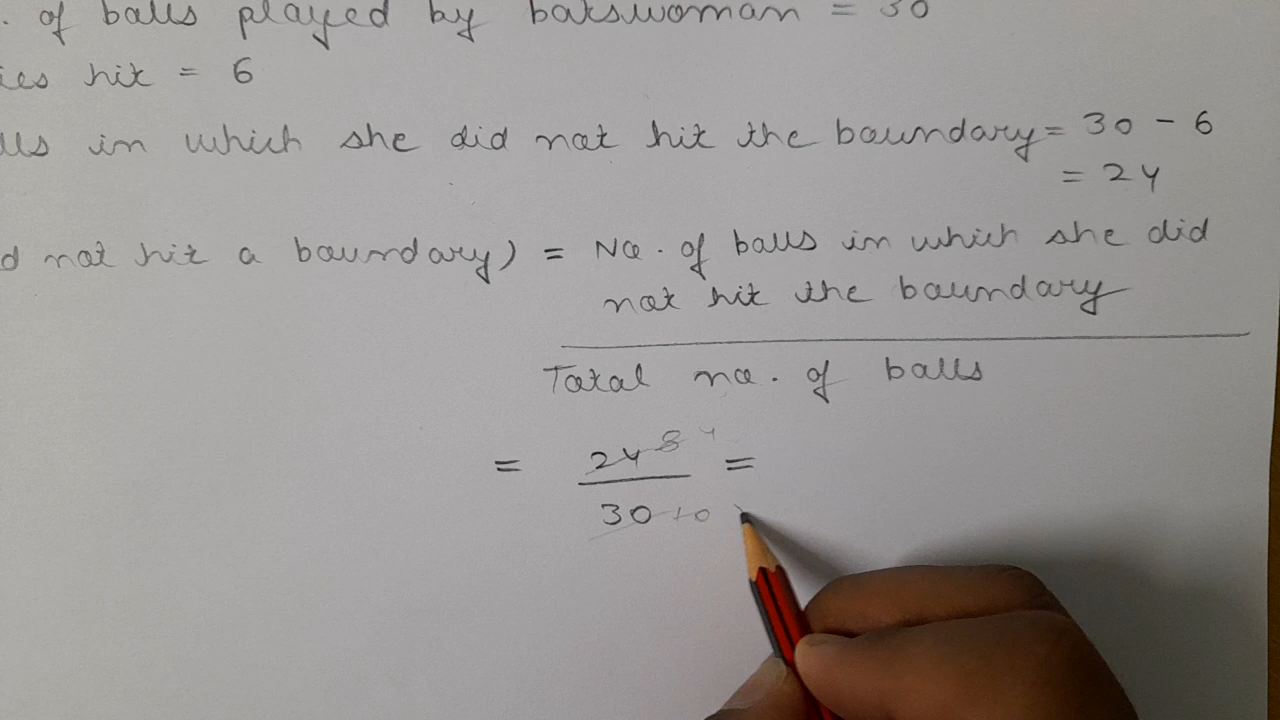 . of balls played by batswoman = 30
ies hit = 6
lls in which she did not hit the boundary = 30 - 6
= 24
d not hit a boundary) = No. of balls in which she did
not hit the boundary
Total no. of balls
= 24 8 4 =
30 10